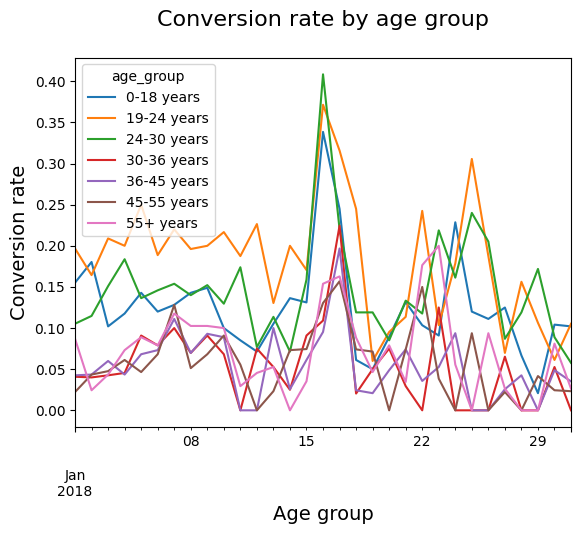 Conversion rate by age group
age_group
0-18 years
19-24 years
24-30 years
30-36 years
36-45 years
45-55 years
55+ years
Conversion rate
0.40
0.35
0.30
0.25
0.20
0.15
0.10
0.05
0.00
08
15
22
29
Jan
2018
Age group